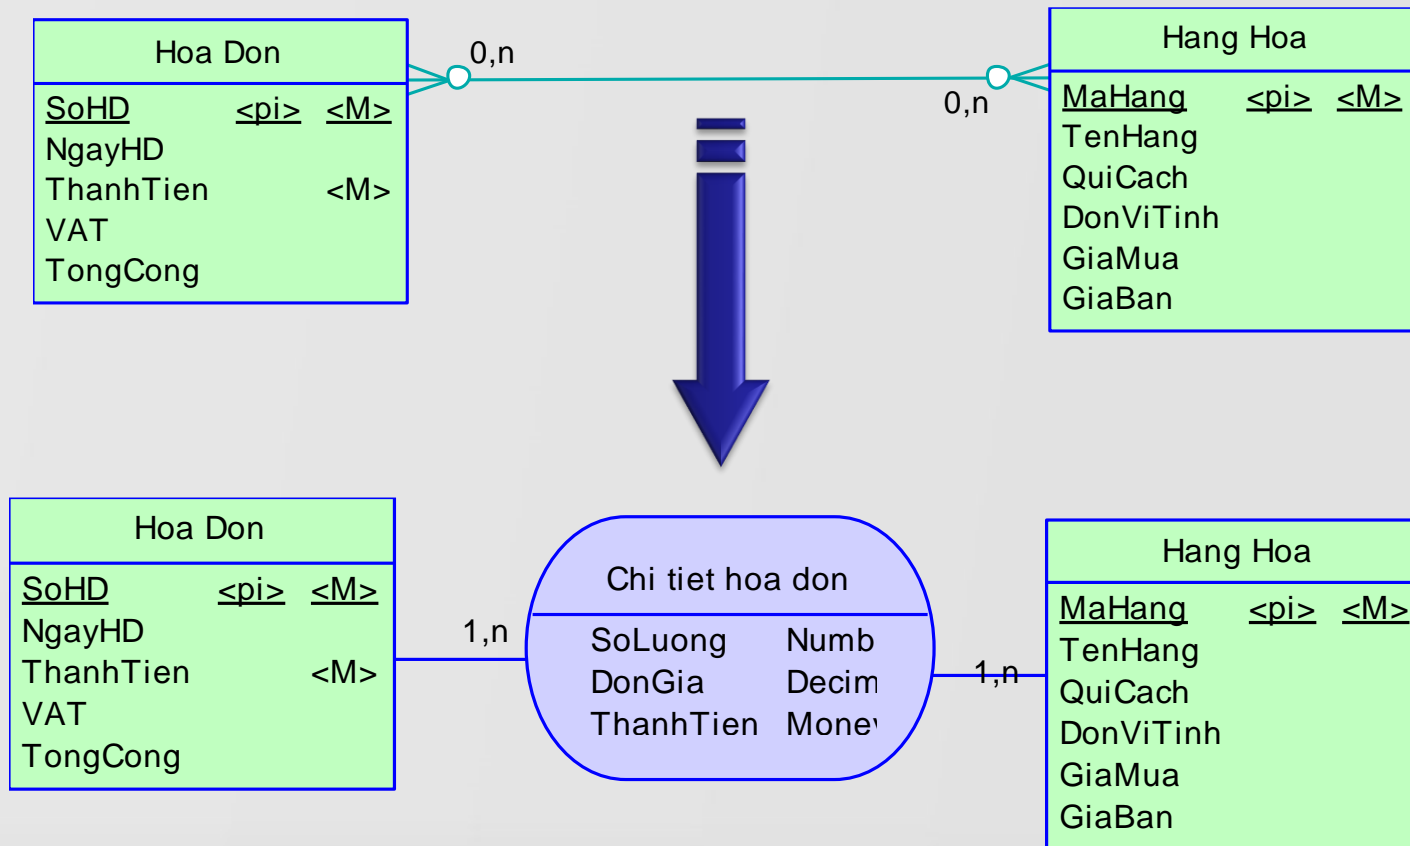 Hoa Don
SoHD <pi> <M>
NgayHD
ThanhTien <M>
VAT
TongCong
0,n
0,n
Hang Hoa
MaHang <pi> <M>
TenHang
QuiCach
DonViTinh
GiaMua
GiaBan
Hoa Don
SoHD <pi> <M>
NgayHD
ThanhTien <M>
VAT
TongCong
1,n
Chi tiet hoa don
SoLuong Numb
DonGia Decim
ThanhTien Money
1,n
Hang Hoa
MaHang <pi> <M>
TenHang
QuiCach
DonViTinh
GiaMua
GiaBan